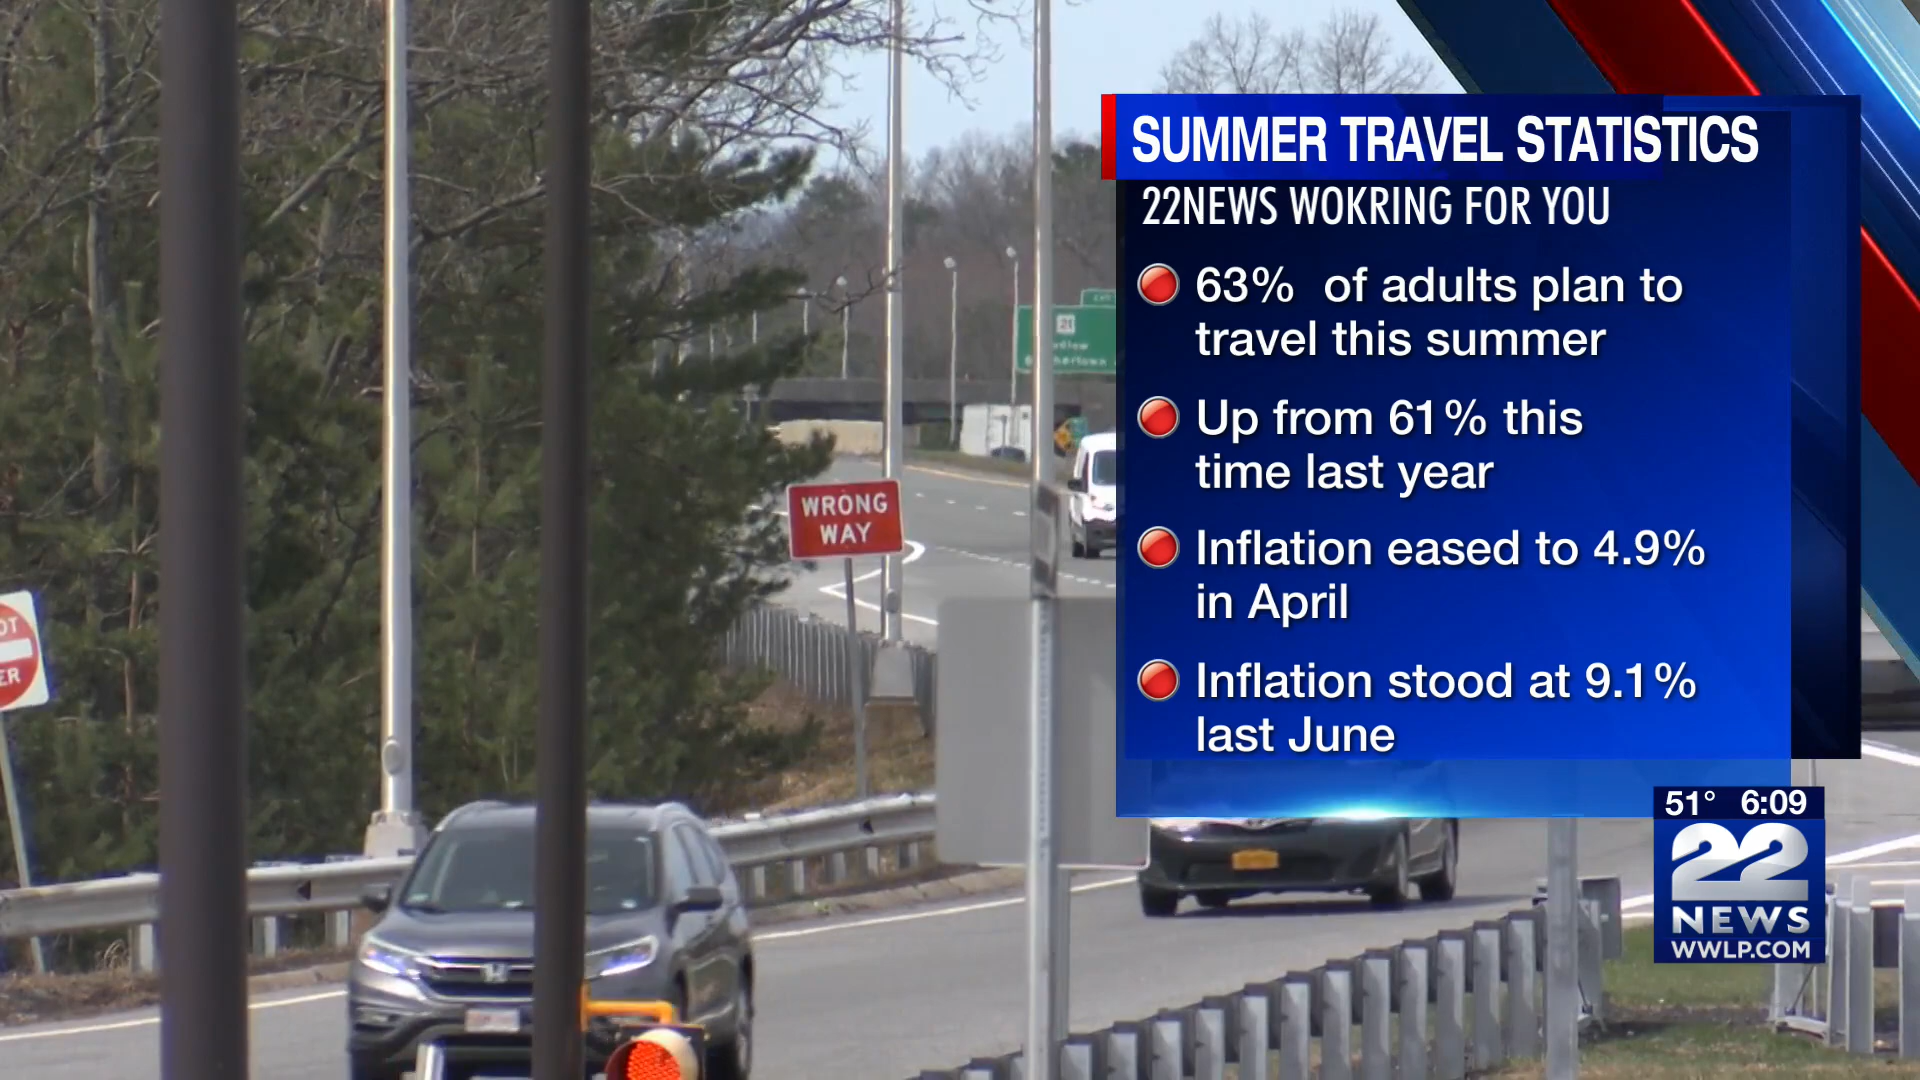 SUMMER TRAVEL STATISTICS
22NEWS WOKRING FOR YOU
63% of adults plan to
travel this summer
Up from 61% this
time last year
Inflation eased to 4.9%
in April
Inflation stood at 9.1%
last June
21
WRONG
WAY
51° 6:09
22
NEWS
WWLP.COM